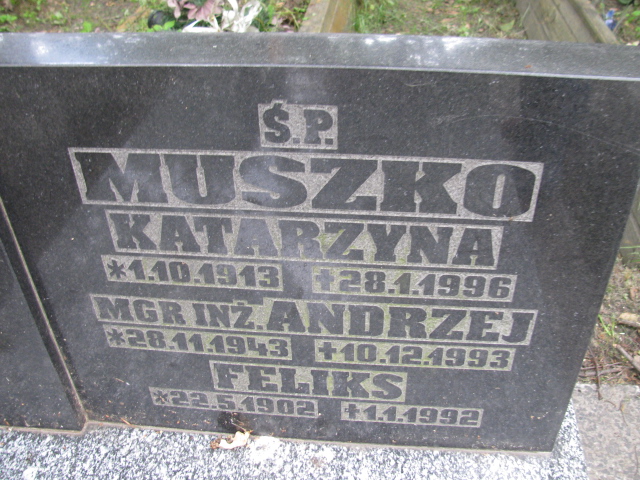 Ś.P.
MUSZKO
KATARZYNA
*1.10.1913 +28.1.1996
MGR INŻ. ANDRZEJ
*28.11.1943 +10.12.1993
FELIKS
*22.5.1902 +1.1.1992